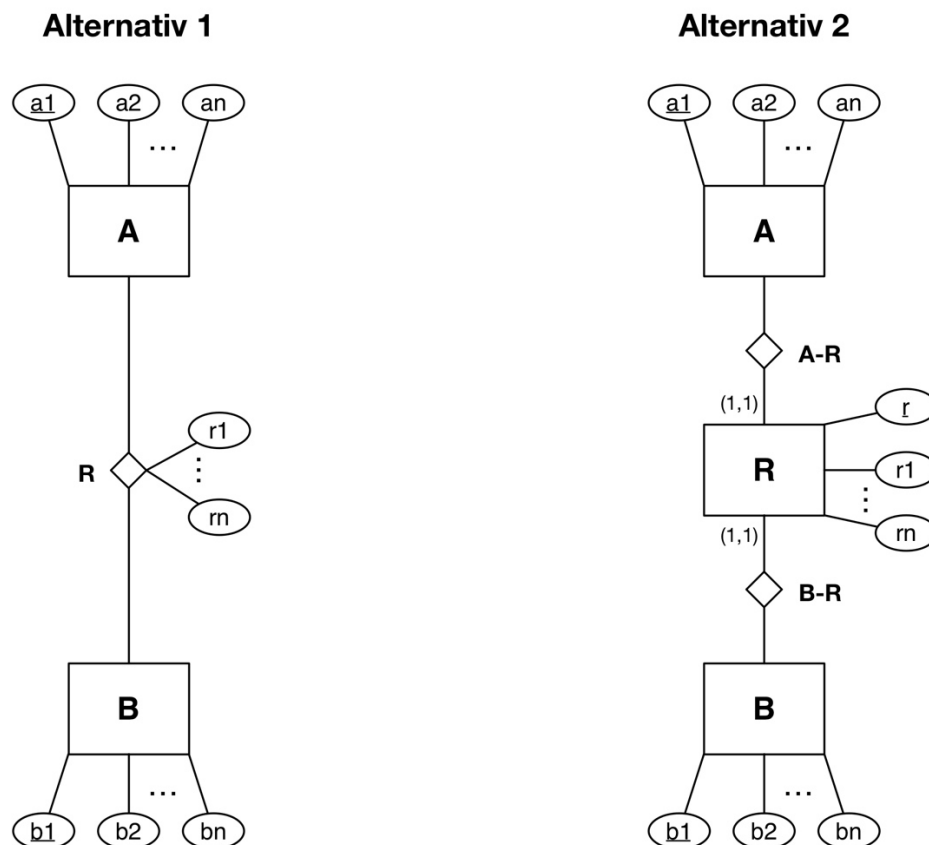 Alternativ 1
a1 a2 an
...
A
R
r1
...
rn
B
...
b1 b2 bn
Alternativ 2
a1 a2 an
...
A
A-R
(1,1)
r
R
r1
...
rn
(1,1)
B-R
B
...
b1 b2 bn